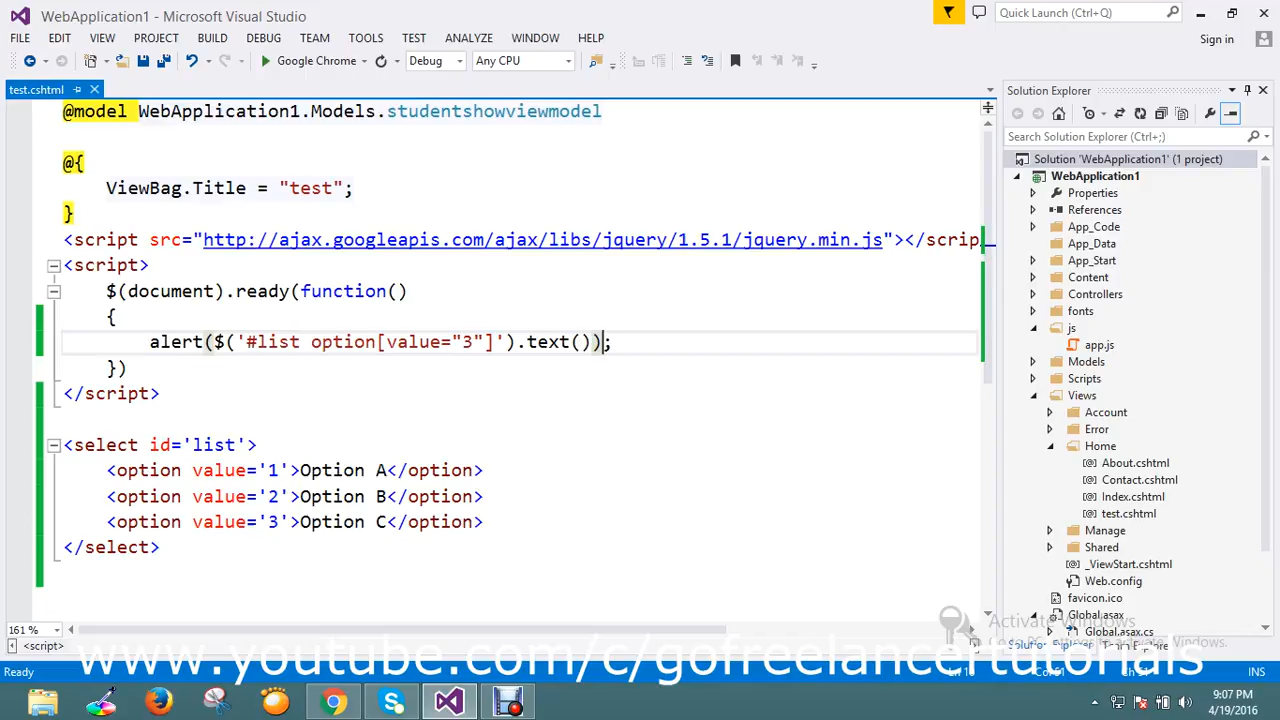 WebApplication1 - Microsoft Visual Studio
Quick Launch (Ctrl+Q)
FILE EDIT VIEW PROJECT BUILD DEBUG TEAM TOOLS TEST ANALYZE WINDOW HELP
Sign in
Google Chrome Debug Any CPU
test.cshtml
@model WebApplication1.Models.studentshowviewmodel
@{
ViewBag.Title = "test";
}
<script src="http://ajax.googleapis.com/ajax/libs/jquery/1.5.1/jquery.min.js"></scrip
<script>
$(document).ready(function()
{
alert($('#list option[value="3"]').text());
})
</script>
<select id='list'>
<option value='1'>Option A</option>
<option value='2'>Option B</option>
<option value='3'>Option C</option>
</select>
161 %
<script>
Solution Explorer
Search Solution Explorer (Ctrl+;)
Solution 'WebApplication1' (1 project)
WebApplication1
Properties
References
App_Code
App_Data
App_Start
Content
Controllers
fonts
js
app.js
Models
Scripts
Views
Account
Error
Home
About.cshtml
Contact.cshtml
Index.cshtml
test.cshtml
Manage
Shared
_ViewStart.cshtml
Web.config
favicon.ico
Global.asax
Global.asax.cs
Activate Windows
www.youtube.com/c/gofreelancertutorials
Ready
INS
9:07 PM
4/19/2016